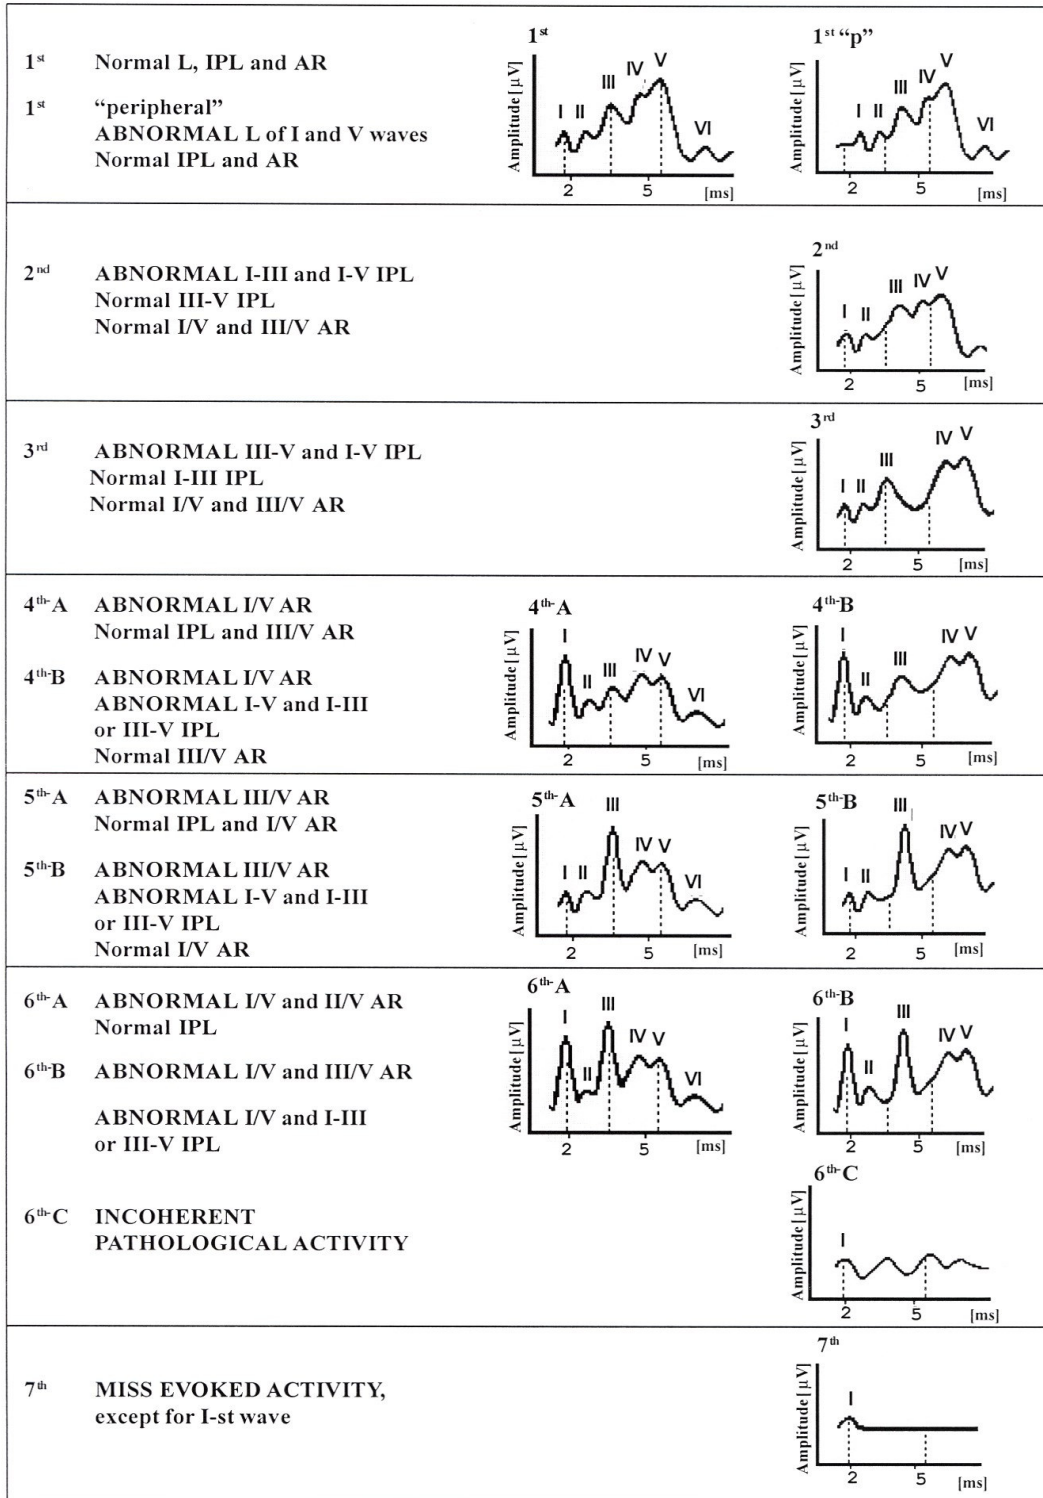 1st Normal L, IPL and AR
1st “peripheral”
ABNORMAL L of I and V waves
Normal IPL and AR
1st
Amplitude [µV]
I II III IV V VI
2 5 [ms]
1st “p”
Amplitude [µV]
I II III IV V VI
2 5 [ms]
2nd ABNORMAL I-III and I-V IPL
Normal III-V IPL
Normal I/V and III/V AR
2nd
Amplitude [µV]
I II III IV V
2 5 [ms]
3rd ABNORMAL III-V and I-V IPL
Normal I-III IPL
Normal I/V and III/V AR
3rd
Amplitude [µV]
I II III IV V
2 5 [ms]
4th-A ABNORMAL I/V AR
Normal IPL and III/V AR
4th-B ABNORMAL I/V AR
ABNORMAL I-V and I-III
or III-V IPL
Normal III/V AR
4th-A
Amplitude [µV]
I II III IV V VI
2 5 [ms]
4th-B
Amplitude [µV]
I II III IV V
2 5 [ms]
5th-A ABNORMAL III/V AR
Normal IPL and I/V AR
5th-B ABNORMAL III/V AR
ABNORMAL I-V and I-III
or III-V IPL
Normal I/V AR
5th-A
Amplitude [µV]
I II III IV V VI
2 5 [ms]
5th-B
Amplitude [µV]
I II III IV V
2 5 [ms]
6th-A ABNORMAL I/V and II/V AR
Normal IPL
6th-B ABNORMAL I/V and III/V AR
ABNORMAL I/V and I-III
or III-V IPL
6th-A
Amplitude [µV]
I II III IV V VI
2 5 [ms]
6th-B
Amplitude [µV]
I II III IV V
2 5 [ms]
6th-C INCOHERENT
PATHOLOGICAL ACTIVITY
6th-C
Amplitude [µV]
I
2 5 [ms]
7th MISS EVOKED ACTIVITY,
except for I-st wave
7th
Amplitude [µV]
I
2 5 [ms]